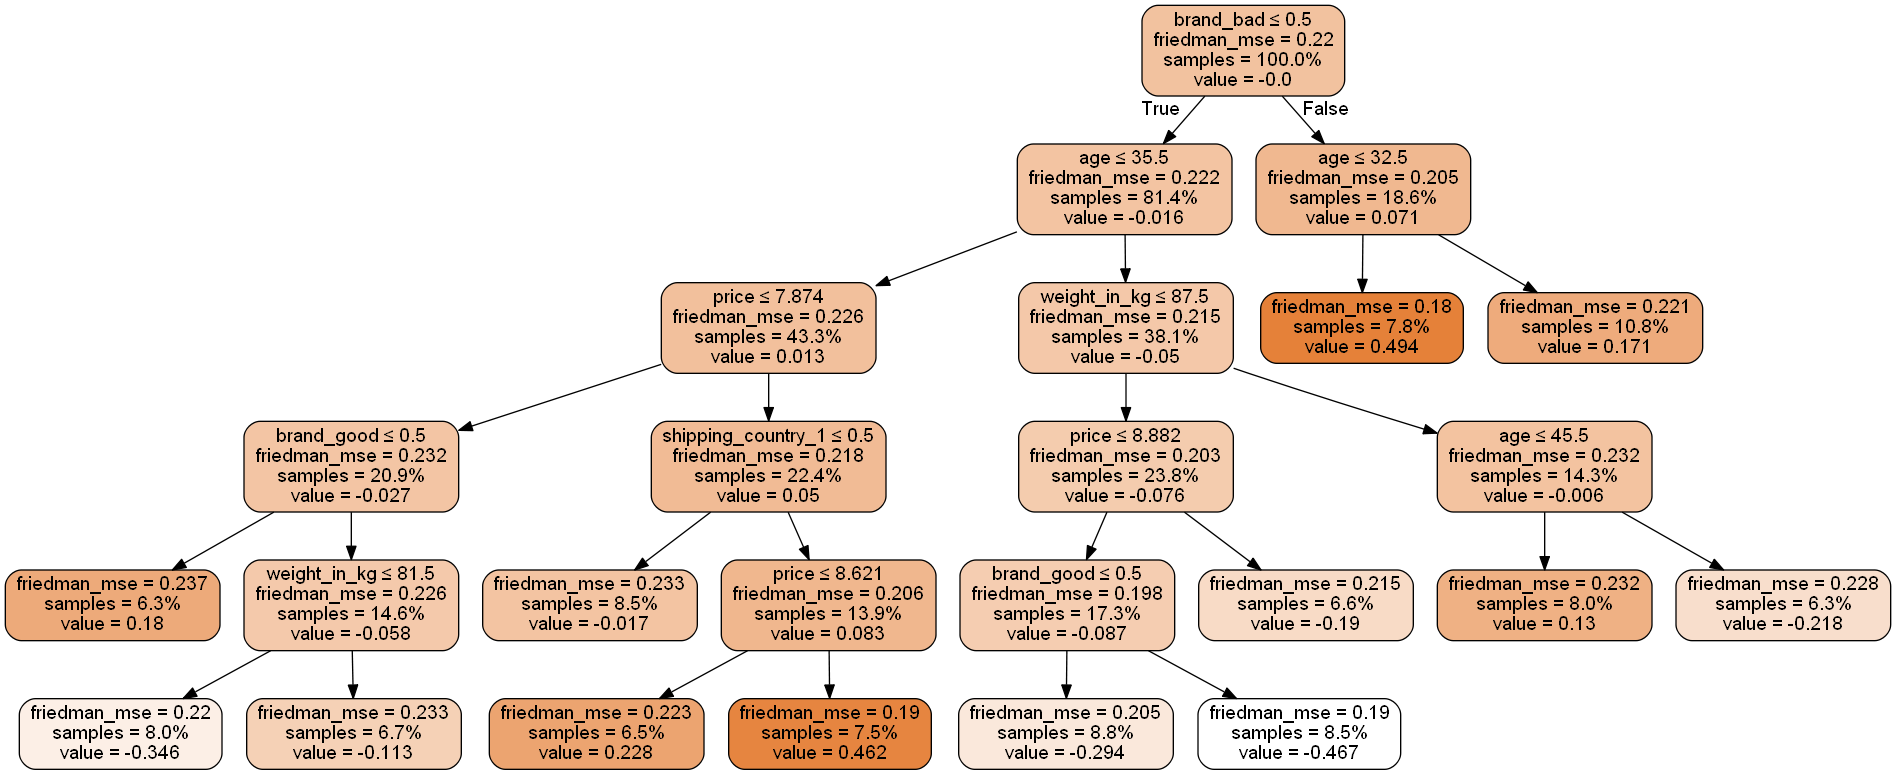 brand_bad ≤ 0.5
friedman_mse = 0.22
samples = 100.0%
value = -0.0
True
False
age ≤ 35.5
friedman_mse = 0.222
samples = 81.4%
value = -0.016
age ≤ 32.5
friedman_mse = 0.205
samples = 18.6%
value = 0.071
price ≤ 7.874
friedman_mse = 0.226
samples = 43.3%
value = 0.013
weight_in_kg ≤ 87.5
friedman_mse = 0.215
samples = 38.1%
value = -0.05
friedman_mse = 0.18
samples = 7.8%
value = 0.494
friedman_mse = 0.221
samples = 10.8%
value = 0.171
brand_good ≤ 0.5
friedman_mse = 0.232
samples = 20.9%
value = -0.027
shipping_country_1 ≤ 0.5
friedman_mse = 0.218
samples = 22.4%
value = 0.05
price ≤ 8.882
friedman_mse = 0.203
samples = 23.8%
value = -0.076
age ≤ 45.5
friedman_mse = 0.232
samples = 14.3%
value = -0.006
friedman_mse = 0.237
samples = 6.3%
value = 0.18
weight_in_kg ≤ 81.5
friedman_mse = 0.226
samples = 14.6%
value = -0.058
friedman_mse = 0.233
samples = 8.5%
value = -0.017
price ≤ 8.621
friedman_mse = 0.206
samples = 13.9%
value = 0.083
brand_good ≤ 0.5
friedman_mse = 0.198
samples = 17.3%
value = -0.087
friedman_mse = 0.215
samples = 6.6%
value = -0.19
friedman_mse = 0.232
samples = 8.0%
value = 0.13
friedman_mse = 0.228
samples = 6.3%
value = -0.218
friedman_mse = 0.22
samples = 8.0%
value = -0.346
friedman_mse = 0.233
samples = 6.7%
value = -0.113
friedman_mse = 0.223
samples = 6.5%
value = 0.228
friedman_mse = 0.19
samples = 7.5%
value = 0.462
friedman_mse = 0.205
samples = 8.8%
value = -0.294
friedman_mse = 0.19
samples = 8.5%
value = -0.467